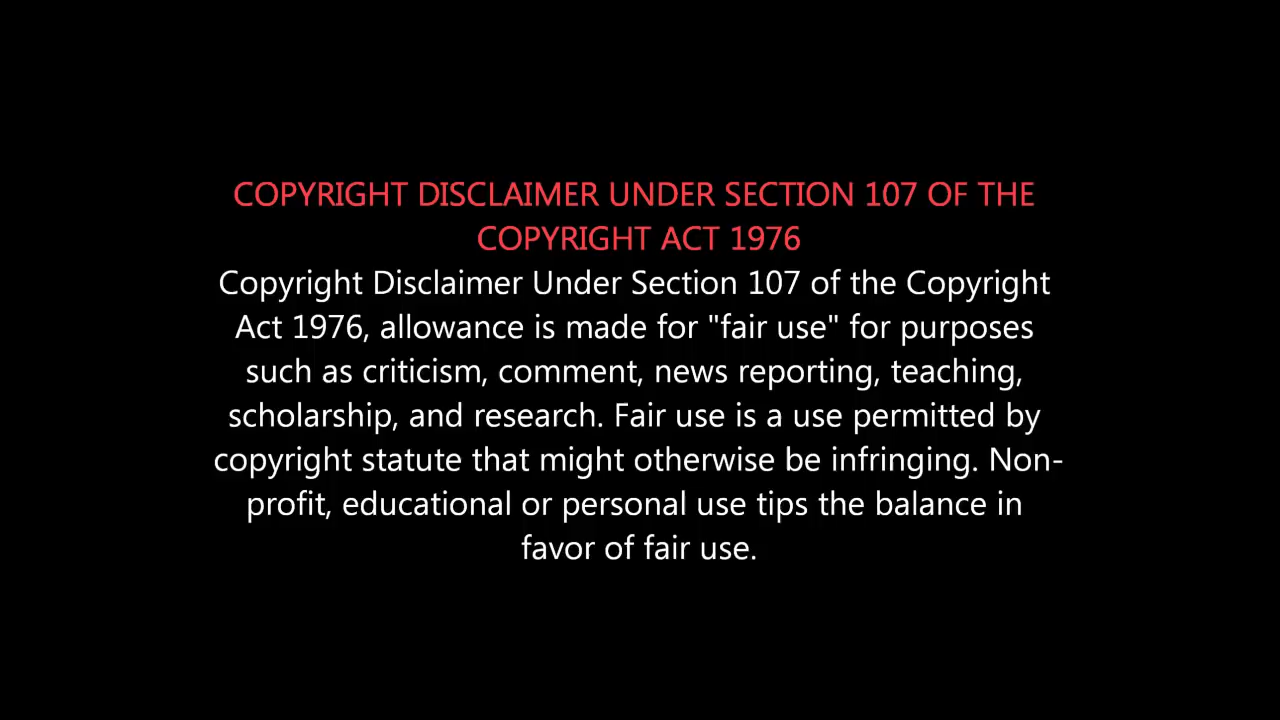 COPYRIGHT DISCLAIMER UNDER SECTION 107 OF THE
COPYRIGHT ACT 1976
Copyright Disclaimer Under Section 107 of the Copyright
Act 1976, allowance is made for "fair use" for purposes
such as criticism, comment, news reporting, teaching,
scholarship, and research. Fair use is a use permitted by
copyright statute that might otherwise be infringing. Non-
profit, educational or personal use tips the balance in
favor of fair use.